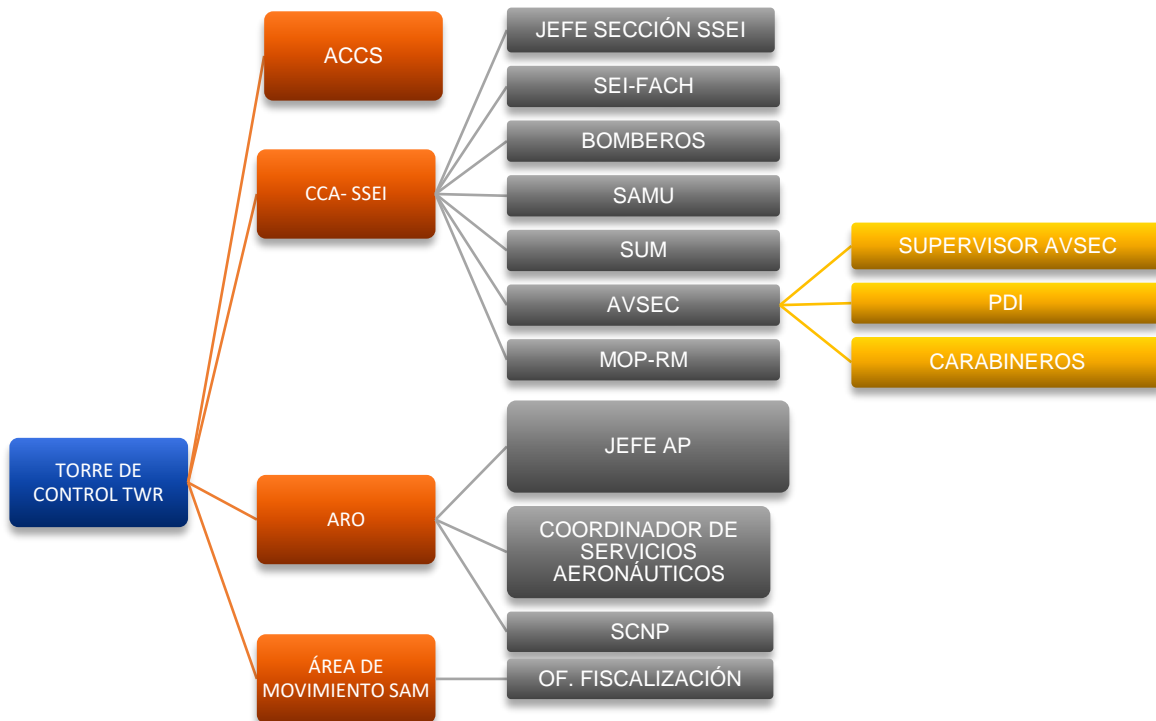 TORRE DE
CONTROL TWR
ACCS
CCA- SSEI
JEFE SECCIÓN SSEI
SEI-FACH
BOMBEROS
SAMU
SUM
AVSEC
SUPERVISOR AVSEC
PDI
CARABINEROS
MOP-RM
ARO
JEFE AP
COORDINADOR DE
SERVICIOS
AERONÁUTICOS
SCNP
ÁREA DE
MOVIMIENTO SAM
OF. FISCALIZACIÓN